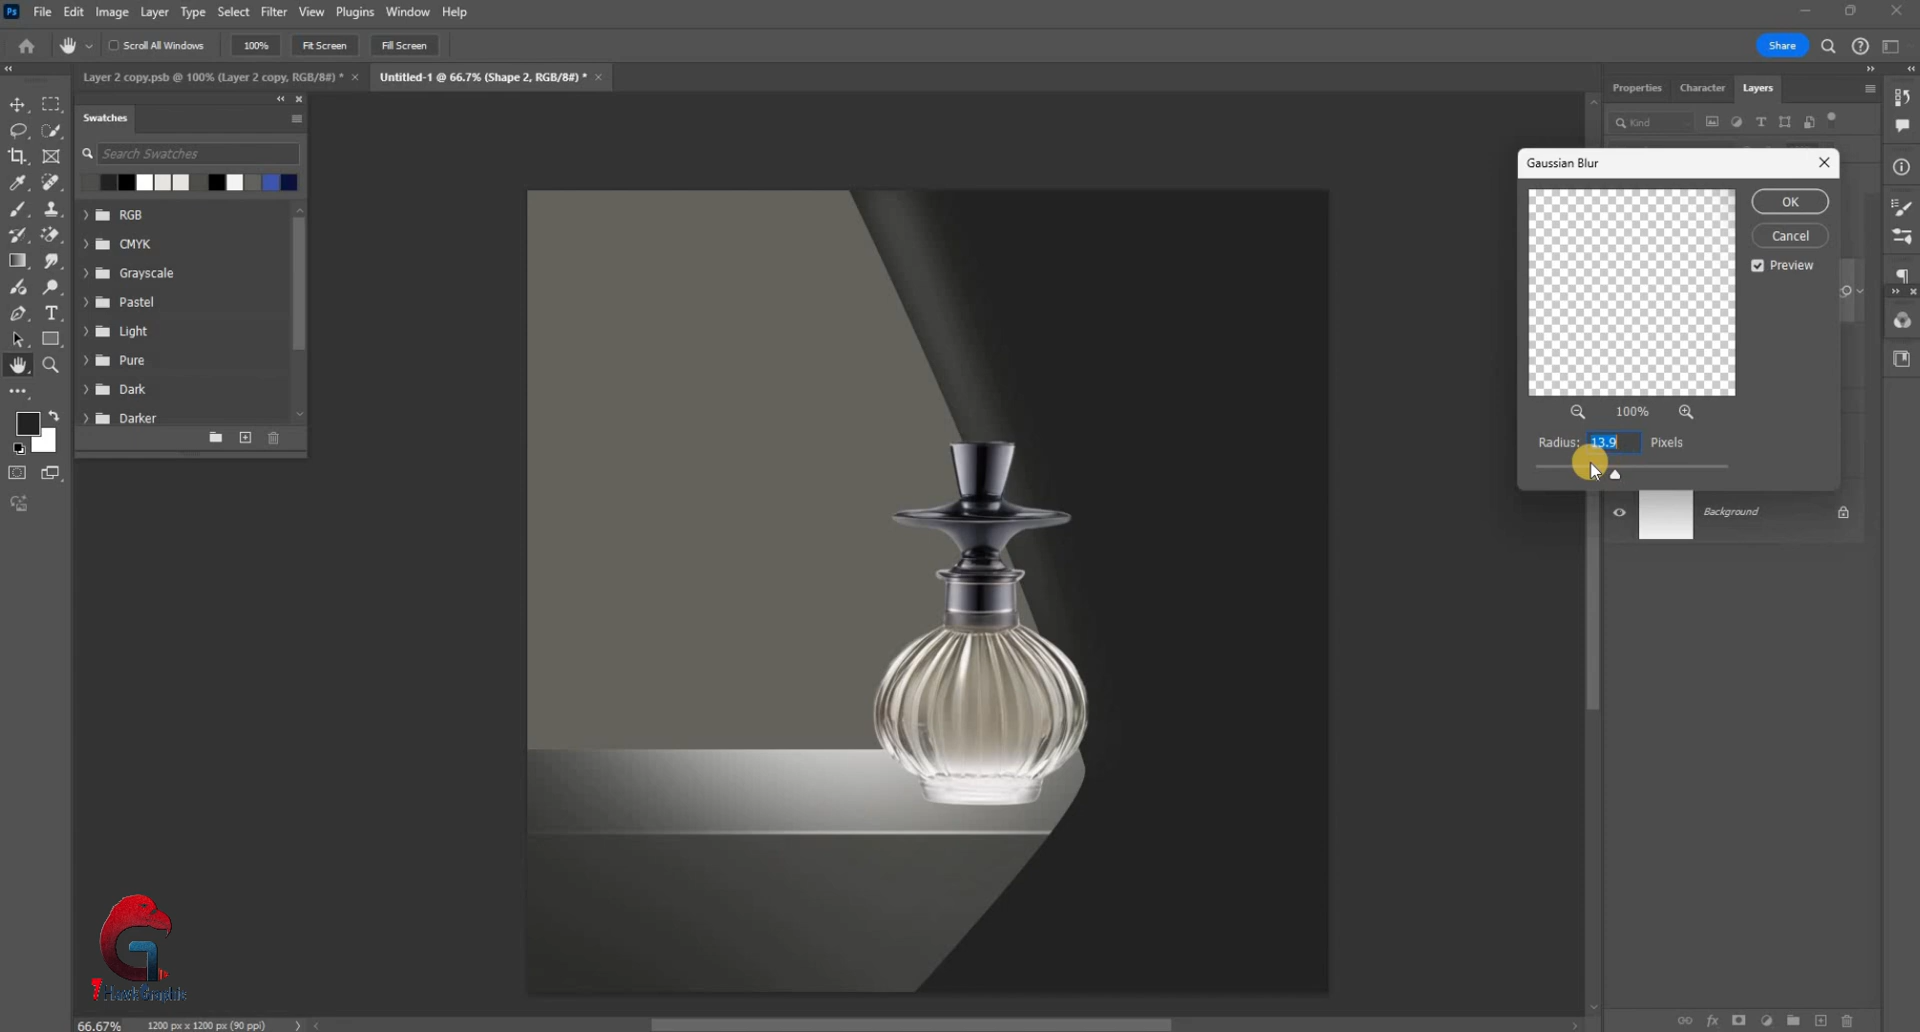 Ps File Edit Image Layer Type Select Filter View Plugins Window Help
Scroll All Windows 100% Fit Screen Fill Screen Share
Layer 2 copy.psb @ 100% (Layer 2 copy, RGB/8#) * Untitled-1 @ 66.7% (Shape 2, RGB/8#) *
Properties Character Layers
Swatches
Kind
Search Swatches
RGB
CMYK
Grayscale
Pastel
Light
Pure
Dark
Darker
Gaussian Blur
OK
Cancel
Preview
100%
Radius: 13.9 Pixels
Background
66.67% 1200 px x 1200 px (90 ppi)